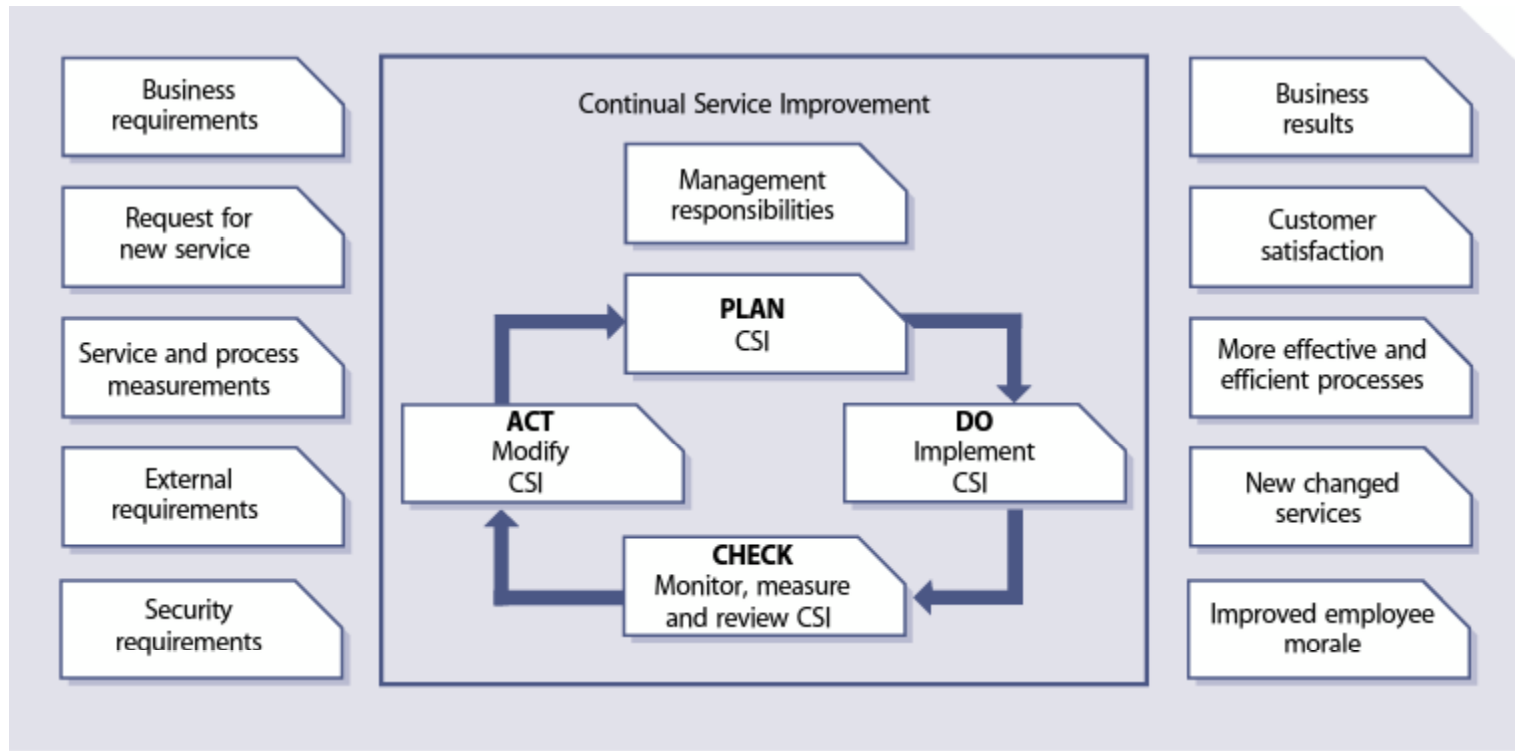 Business
requirements
Request for
new service
Service and process
measurements
External
requirements
Security
requirements
Continual Service Improvement
Management
responsibilities
PLAN
CSI
ACT
Modify
CSI
DO
Implement
CSI
CHECK
Monitor, measure
and review CSI
Business
results
Customer
satisfaction
More effective and
efficient processes
New changed
services
Improved employee
morale